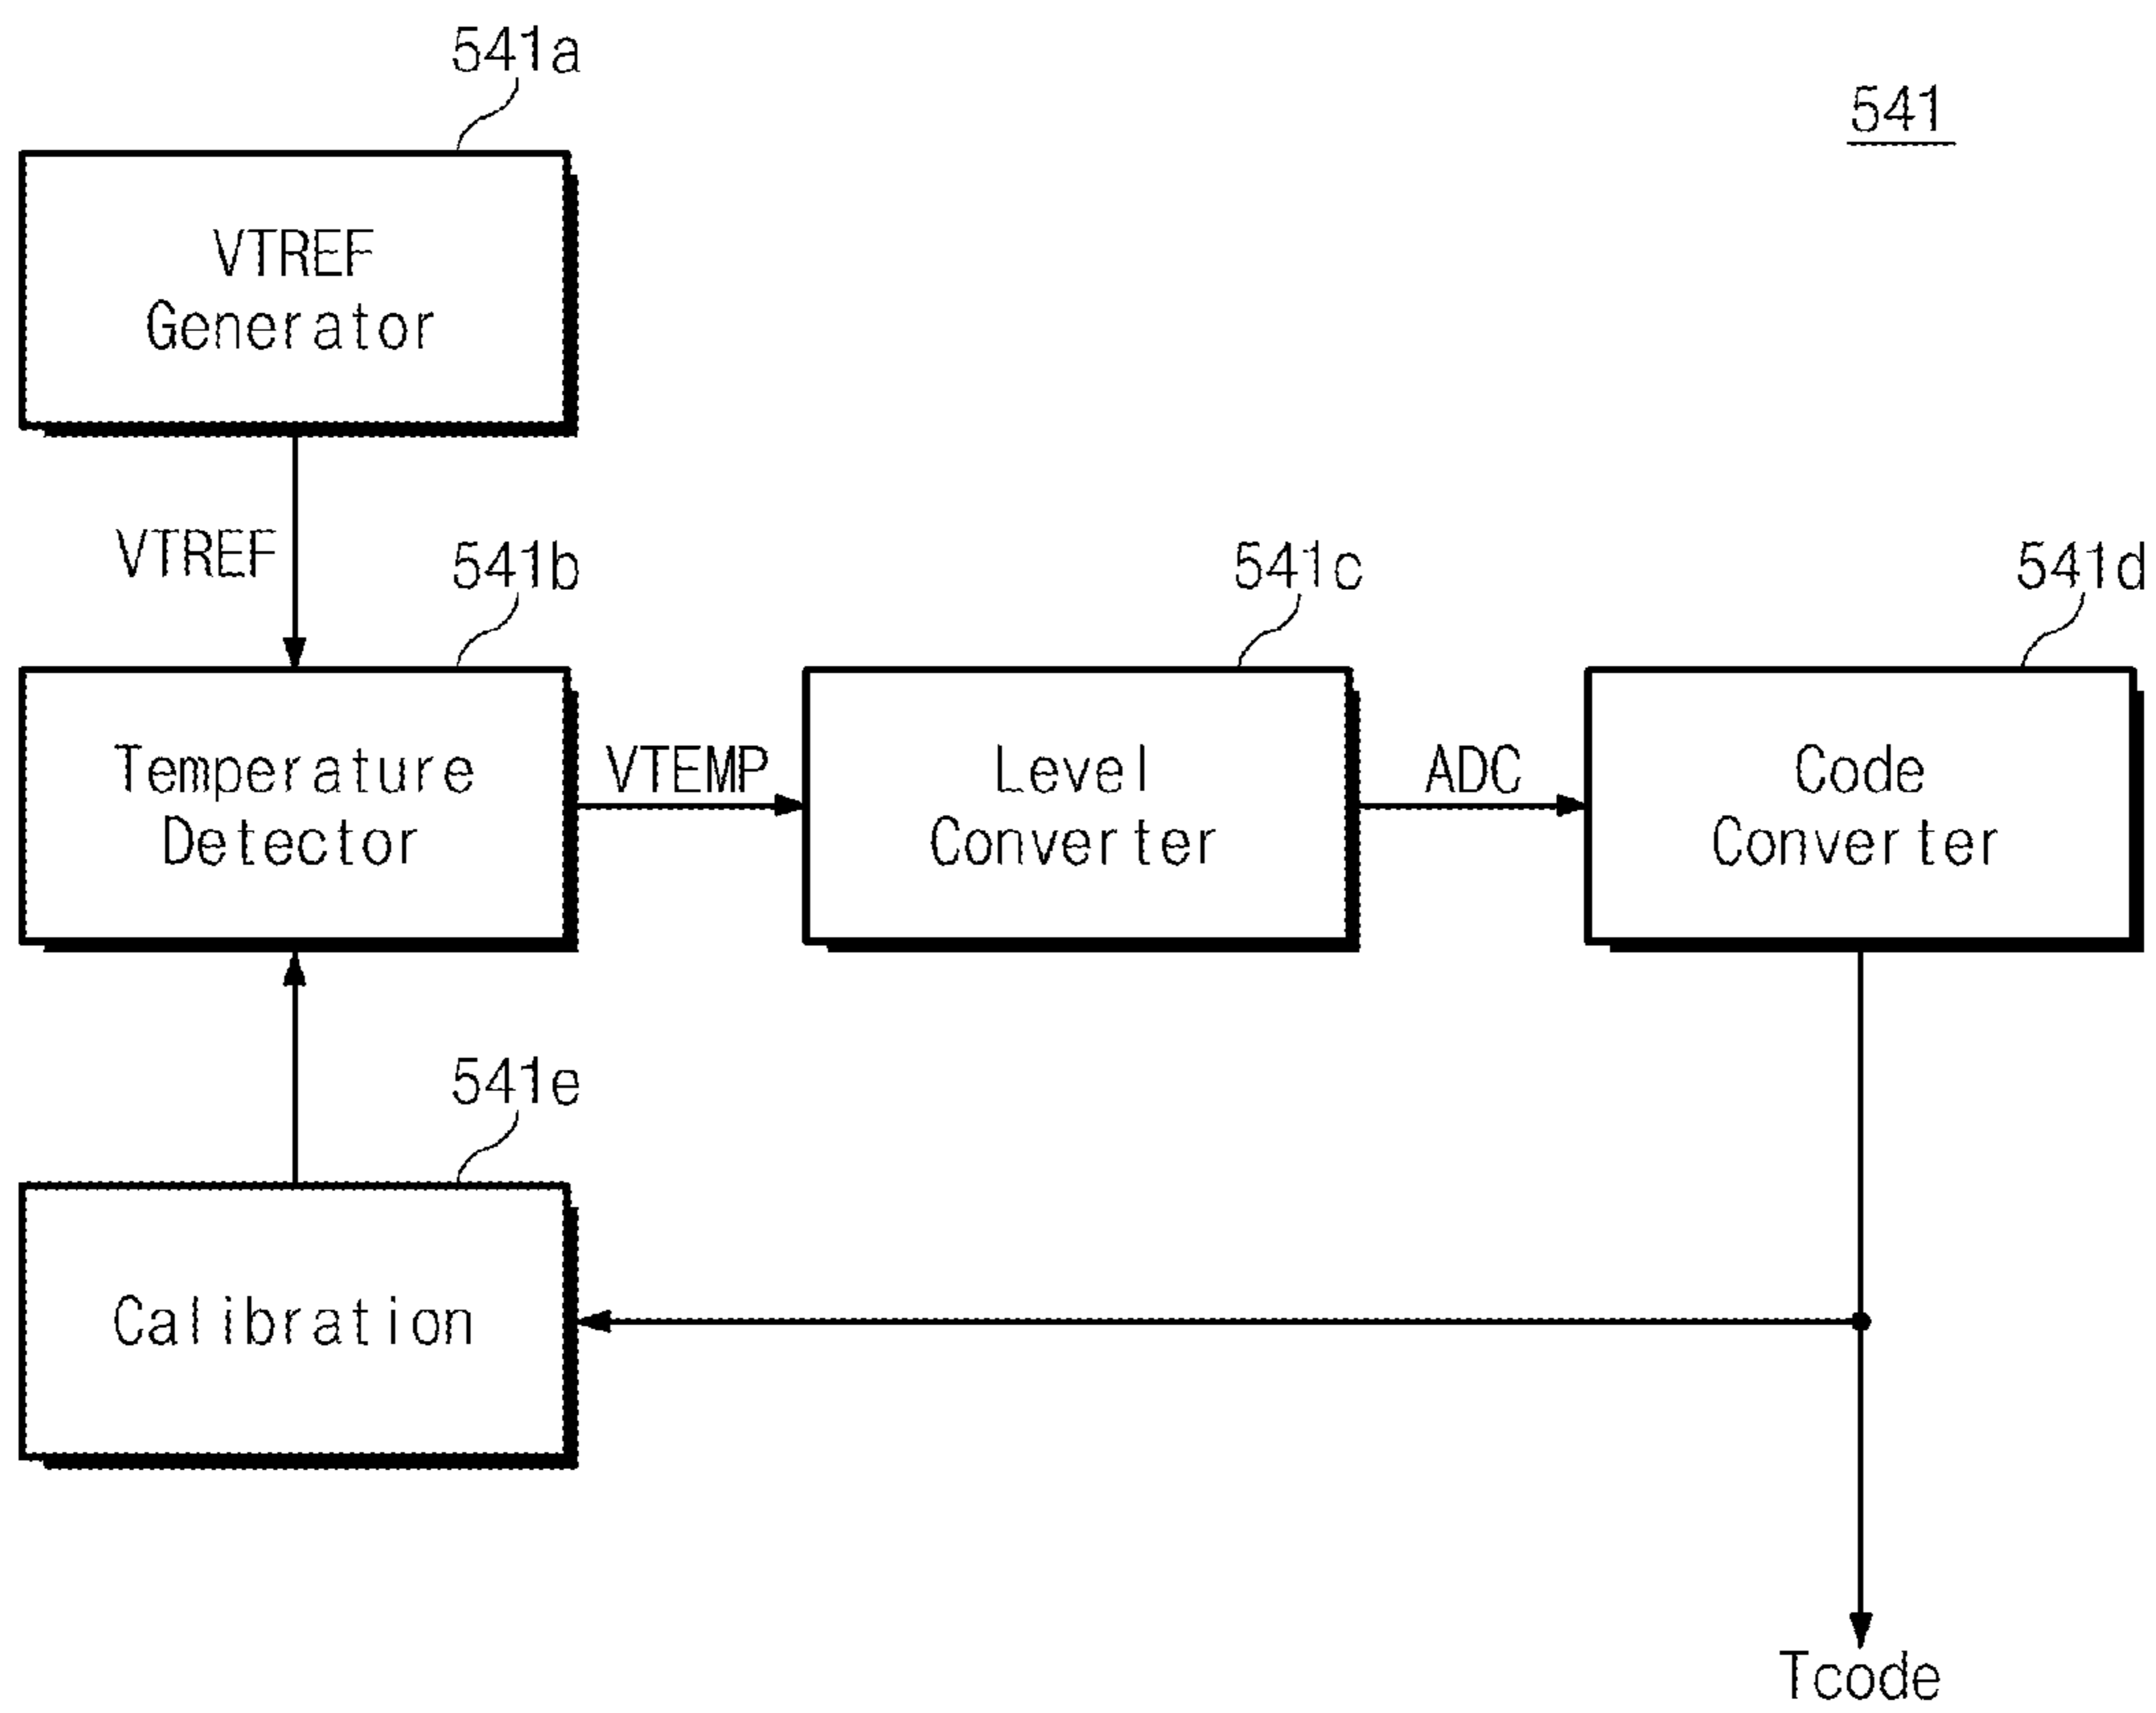 541a
541
VTREF
Generator
VTREF
541b
541c
541d
Temperature
Detector
VTEMP
Level
Converter
ADC
Code
Converter
541e
Calibration
Tcode